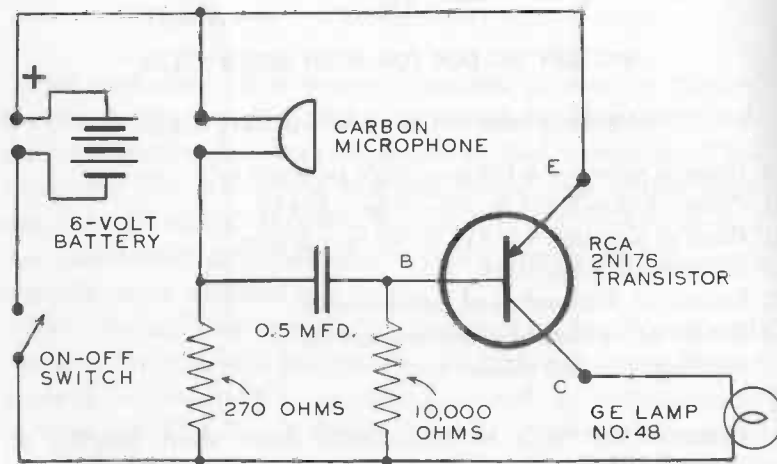 +
CARBON
MICROPHONE
6-VOLT
BATTERY
E
B
RCA
2N176
TRANSISTOR
0.5 MFD.
ON-OFF
SWITCH
270 OHMS
10,000
OHMS
C
GE LAMP
NO. 48